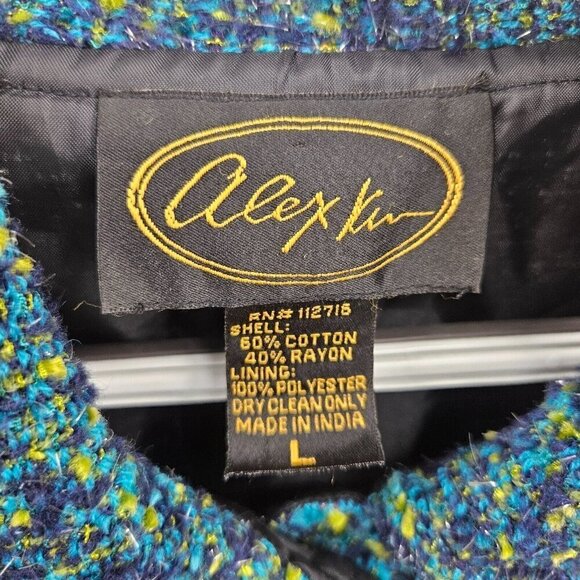 Alex Kim
RN# 112715
SHELL:
60% COTTON
40% RAYON
LINING:
100% POLYESTER
DRY CLEAN ONLY
MADE IN INDIA
L